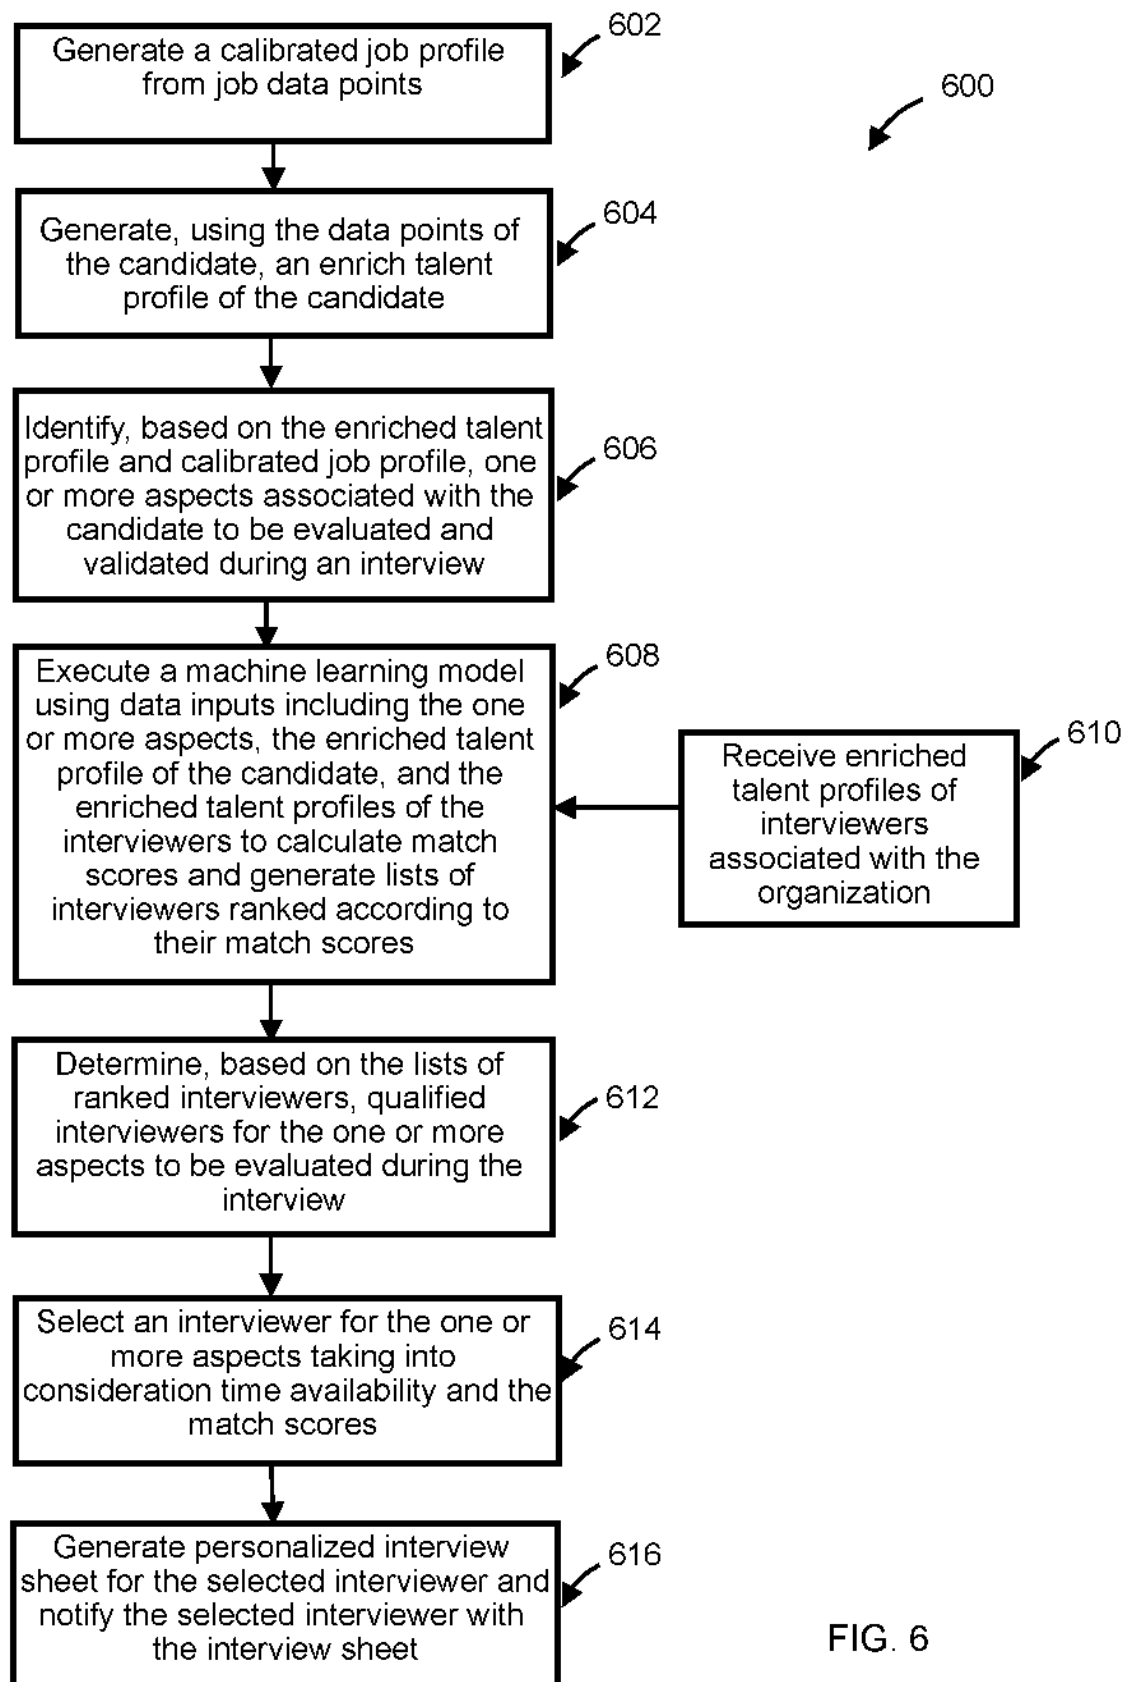 Generate a calibrated job profile
from job data points
602
600
Generate, using the data points of
the candidate, an enrich talent
profile of the candidate
604
Identify, based on the enriched talent
profile and calibrated job profile, one
or more aspects associated with the
candidate to be evaluated and
validated during an interview
606
Execute a machine learning model
using data inputs including the one
or more aspects, the enriched talent
profile of the candidate, and the
enriched talent profiles of the
interviewers to calculate match
scores and generate lists of
interviewers ranked according to
their match scores
608
Receive enriched
talent profiles of
interviewers
associated with the
organization
610
Determine, based on the lists of
ranked interviewers, qualified
interviewers for the one or more
aspects to be evaluated during the
interview
612
Select an interviewer for the one or
more aspects taking into
consideration time availability and the
match scores
614
Generate personalized interview
sheet for the selected interviewer and
notify the selected interviewer with
the interview sheet
616
FIG. 6